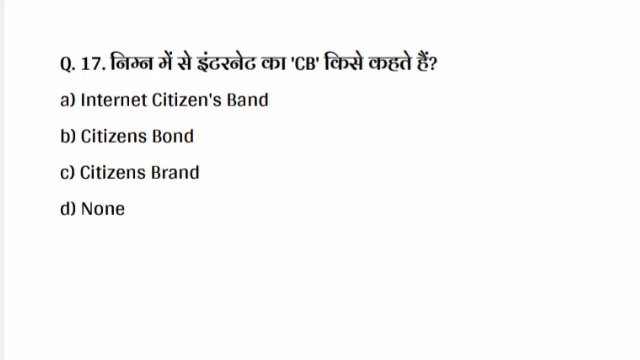 Q. 17. निम्न में से इंटरनेट का 'CB' किसे कहते हैं?
a) Internet Citizen's Band
b) Citizens Bond
c) Citizens Brand
d) None